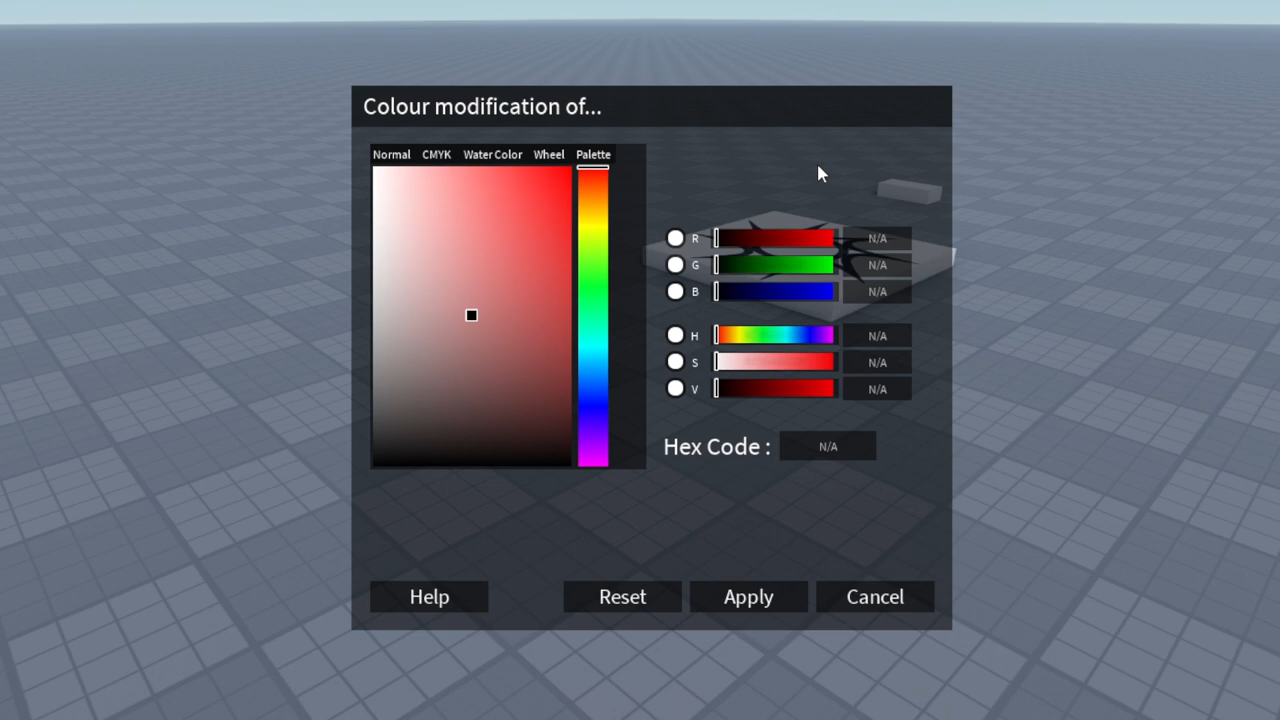 Colour modification of...
Normal CMYK Water Color Wheel Palette
R N/A
G N/A
B N/A
H N/A
S N/A
V N/A
Hex Code : N/A
Help Reset Apply Cancel